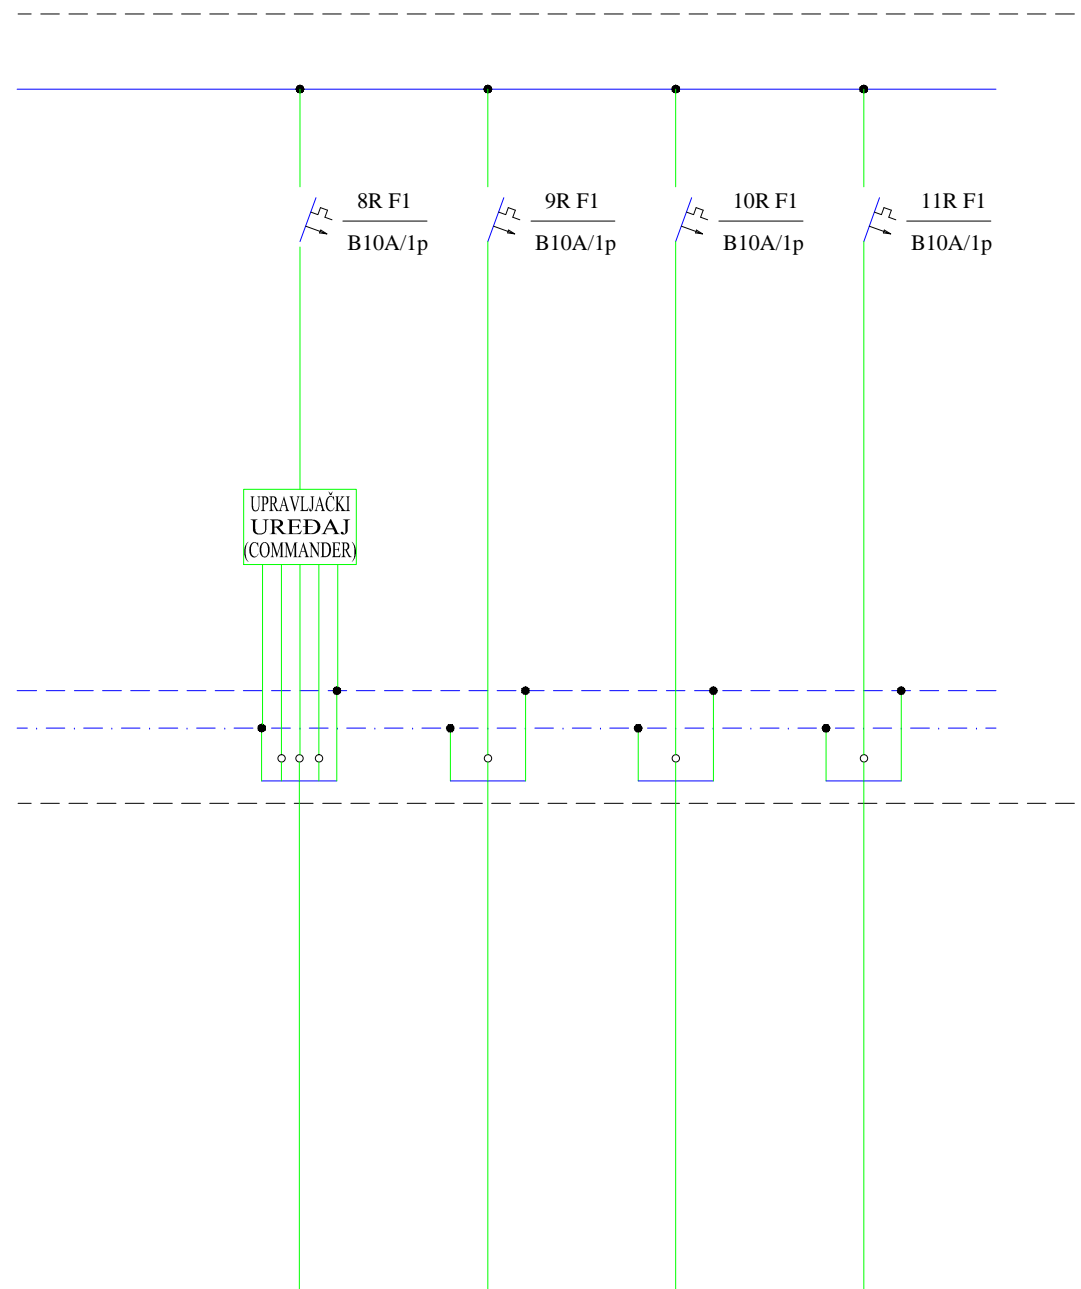 8R F1
B10A/1p
9R F1
B10A/1p
10R F1
B10A/1p
11R F1
B10A/1p
UPRAVLJAČKI
UREĐAJ
(COMMANDER)